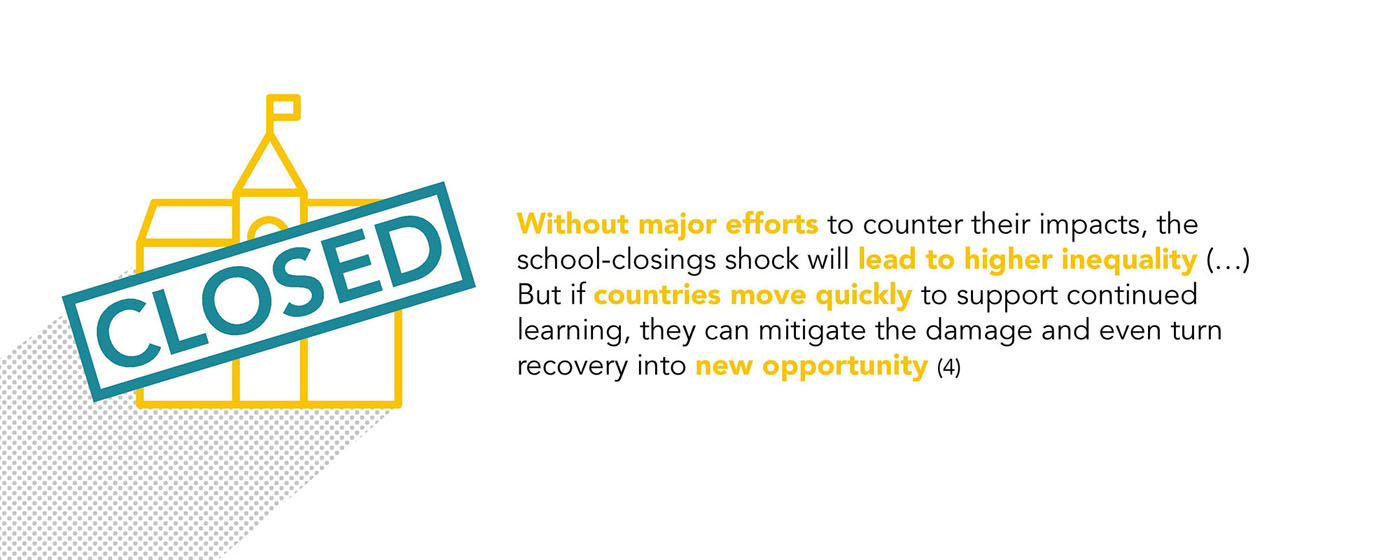 CLOSED
Without major efforts to counter their impacts, the
school-closings shock will lead to higher inequality (…)
But if countries move quickly to support continued
learning, they can mitigate the damage and even turn
recovery into new opportunity (4)